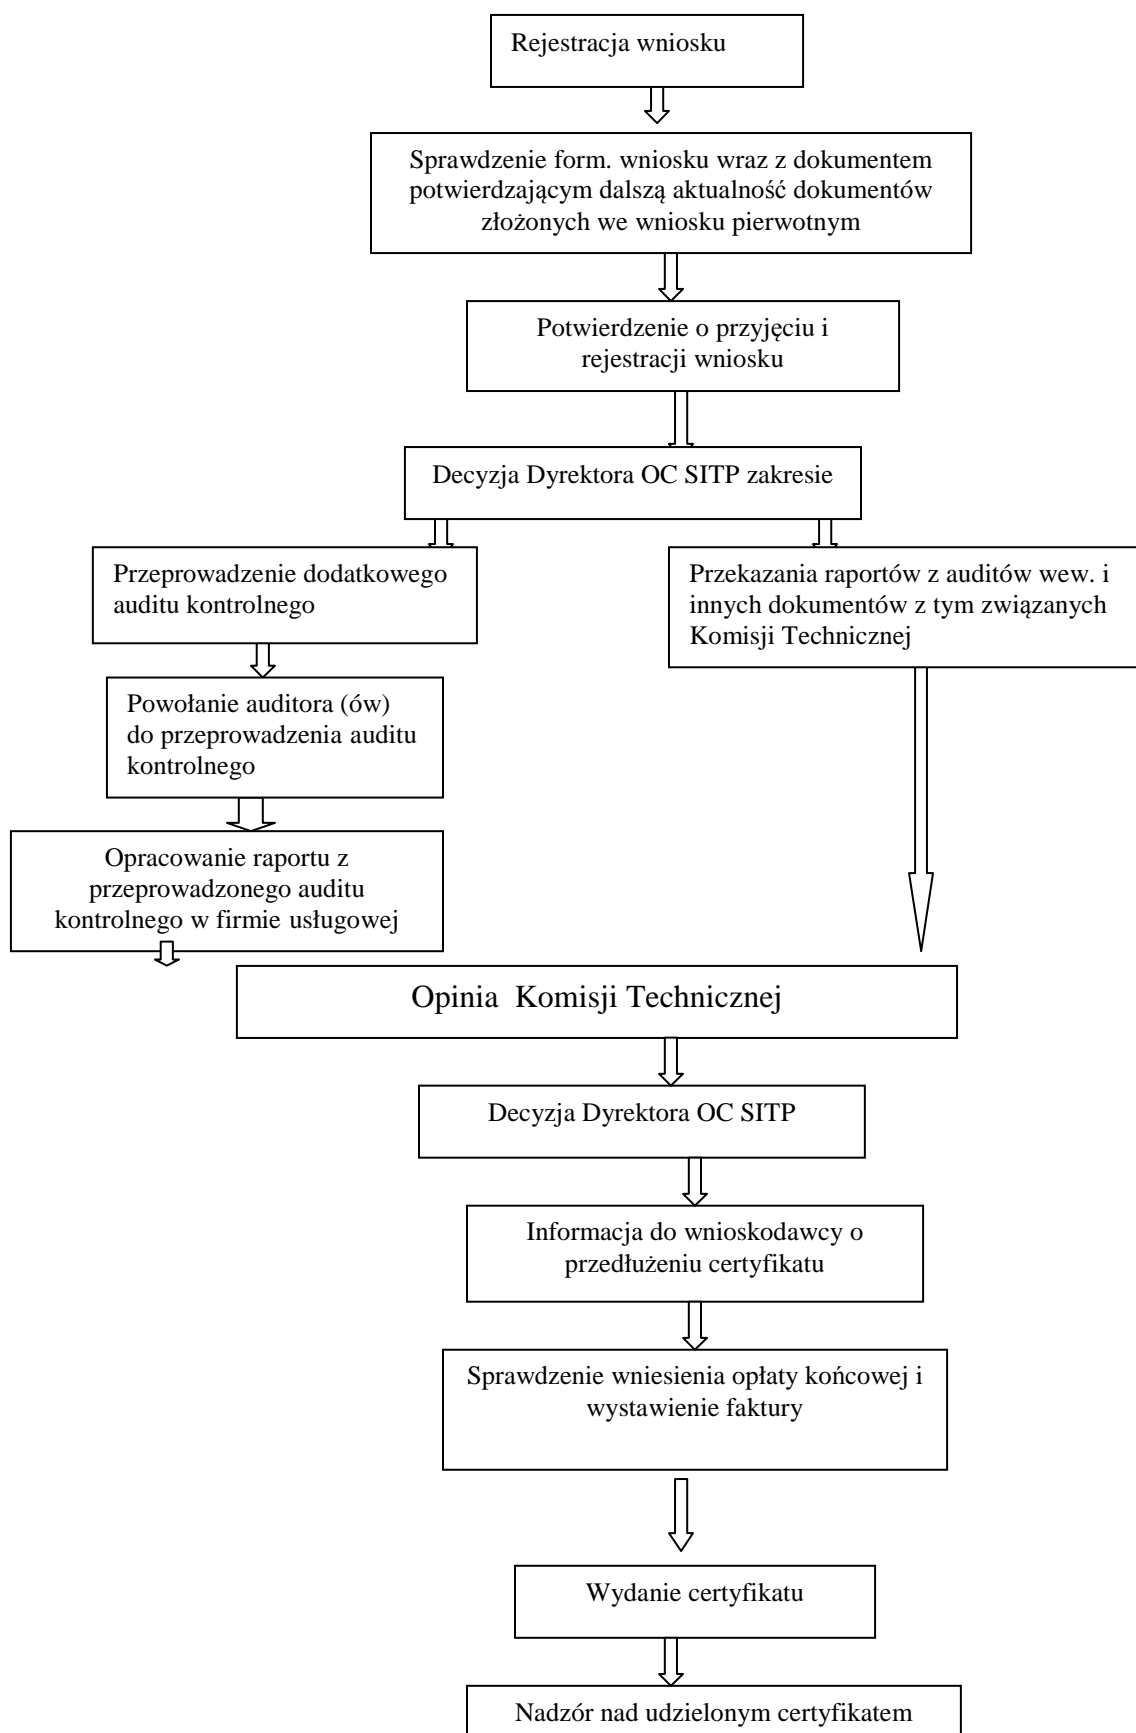 Rejestracja wniosku
Sprawdzenie form. wniosku wraz z dokumentem
potwierdzającym dalszą aktualność dokumentów
złożonych we wniosku pierwotnym
Potwierdzenie o przyjęciu i
rejestracji wniosku
Decyzja Dyrektora OC SITP zakresie
Przeprowadzenie dodatkowego
auditu kontrolnego
Przekazania raportów z auditów wew. i
innych dokumentów z tym związanych
Komisji Technicznej
Powołanie auditora (ów)
do przeprowadzenia auditu
kontrolnego
Opracowanie raportu z
przeprowadzonego auditu
kontrolnego w firmie usługowej
Opinia Komisji Technicznej
Decyzja Dyrektora OC SITP
Informacja do wnioskodawcy o
przedłużeniu certyfikatu
Sprawdzenie wniesienia opłaty końcowej i
wystawienie faktury
Wydanie certyfikatu
Nadzór nad udzielonym certyfikatem